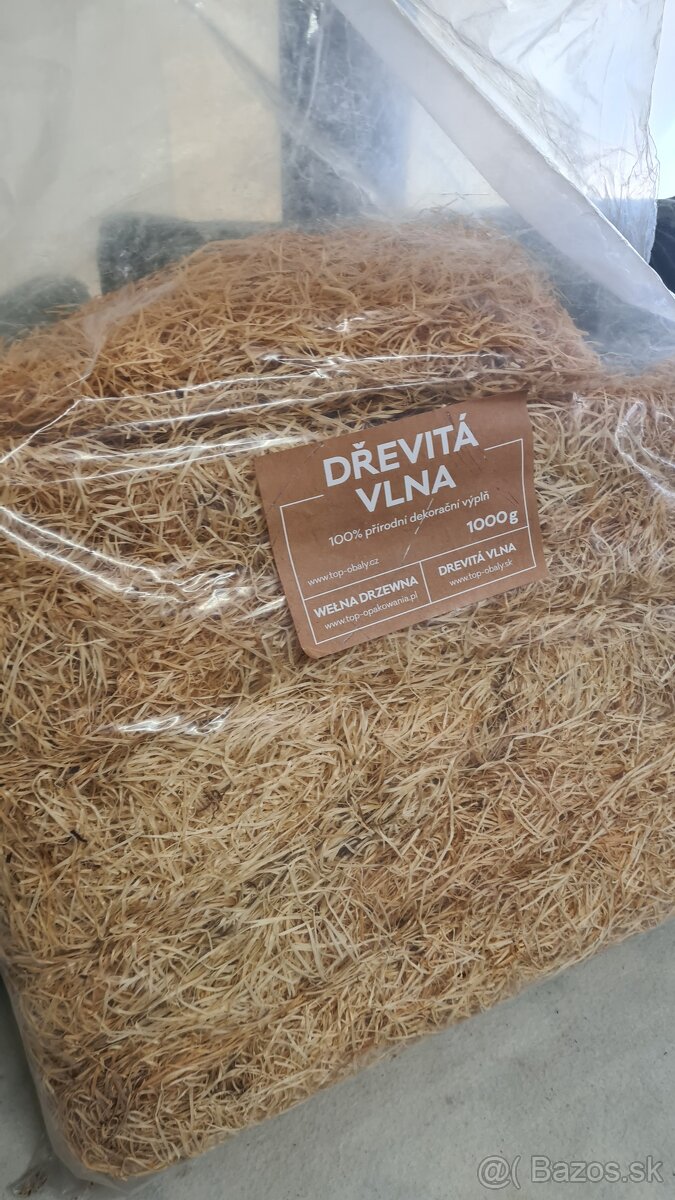 DŘEVITÁ
VLNA
100% přírodní dekorační výplň
1000g
www.top-obaly.cz
WEŁNA DRZEWNA
www.top-opakowania.pl
DREVITÁ VLNA
www.top-obaly.sk
@( Bazos.sk